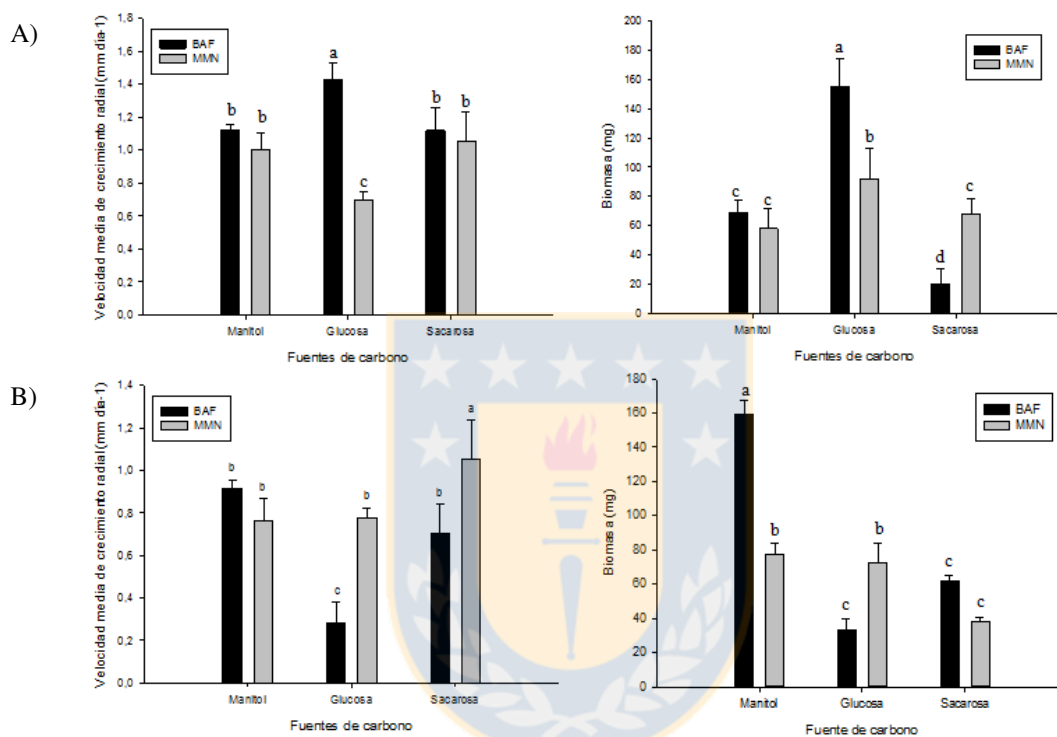 A)
Velocidad media de crecimiento radial (mm dia-1)
1,8
1,6
1,4
1,2
1,0
0,8
0,6
0,4
0,2
0,0
BAF
MMN
b
b
a
c
b
b
Manitol
Glucosa
Sacarosa
Fuentes de carbono
Biomasa (mg)
200
180
160
140
120
100
80
60
40
20
0
BAF
MMN
c
c
a
b
d
c
Manitol
Glucosa
Sacarosa
Fuentes de carbono
B)
Velocidad media de crecimiento radial (mm dia-1)
1,4
1,2
1,0
0,8
0,6
0,4
0,2
0,0
BAF
MMN
b
b
c
b
b
a
Manitol
Glucosa
Sacarosa
Fuentes de carbono
Biomasa (mg)
180
160
140
120
100
80
60
40
20
0
BAF
MMN
a
b
c
b
c
c
Manitol
Glucosa
Sacarosa
Fuente de carbono